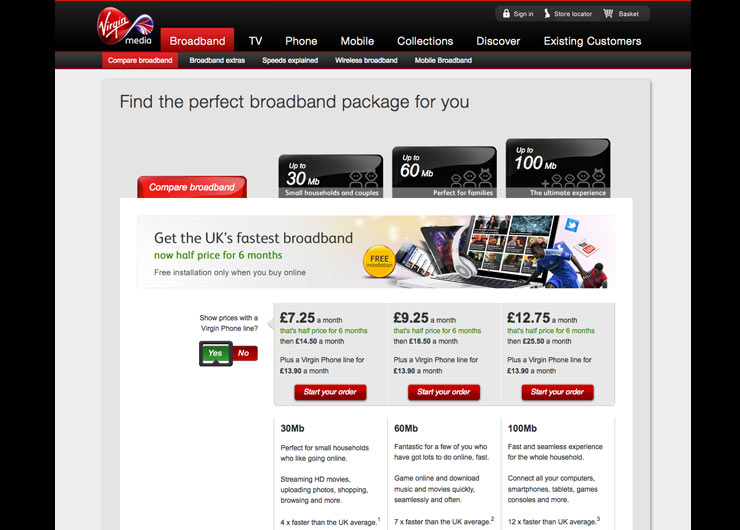 Virgin media
Sign in Store locator Basket
Broadband TV Phone Mobile Collections Discover Existing Customers
Compare broadband Broadband extras Speeds explained Wireless broadband Mobile Broadband
Find the perfect broadband package for you
Compare broadband
Up to
30 Mb
Small households and couples
Up to
60 Mb
Perfect for families
Up to
100 Mb
The ultimate experience
Get the UK's fastest broadband
now half price for 6 months
Free installation only when you buy online
FREE
installation
Show prices with a
Virgin Phone line?
Yes No
£7.25 a month
that's half price for 6 months
then £14.50 a month
Plus a Virgin Phone line for
£13.90 a month
Start your order
£9.25 a month
that's half price for 6 months
then £18.50 a month
Plus a Virgin Phone line for
£13.90 a month
Start your order
£12.75 a month
that's half price for 6 months
then £25.50 a month
Plus a Virgin Phone line for
£13.90 a month
Start your order
30Mb
Perfect for small households
who like going online.
Streaming HD movies,
uploading photos, shopping,
browsing and more.
4 x faster than the UK average.1
60Mb
Fantastic for a few of you who
have got lots to do online, fast.
Game online and download
music and movies quickly,
seamlessly and often.
7 x faster than the UK average.2
100Mb
Fast and seamless experience
for the whole household.
Connect all your computers,
smartphones, tablets, games
consoles and more.
12 x faster than the UK average.3